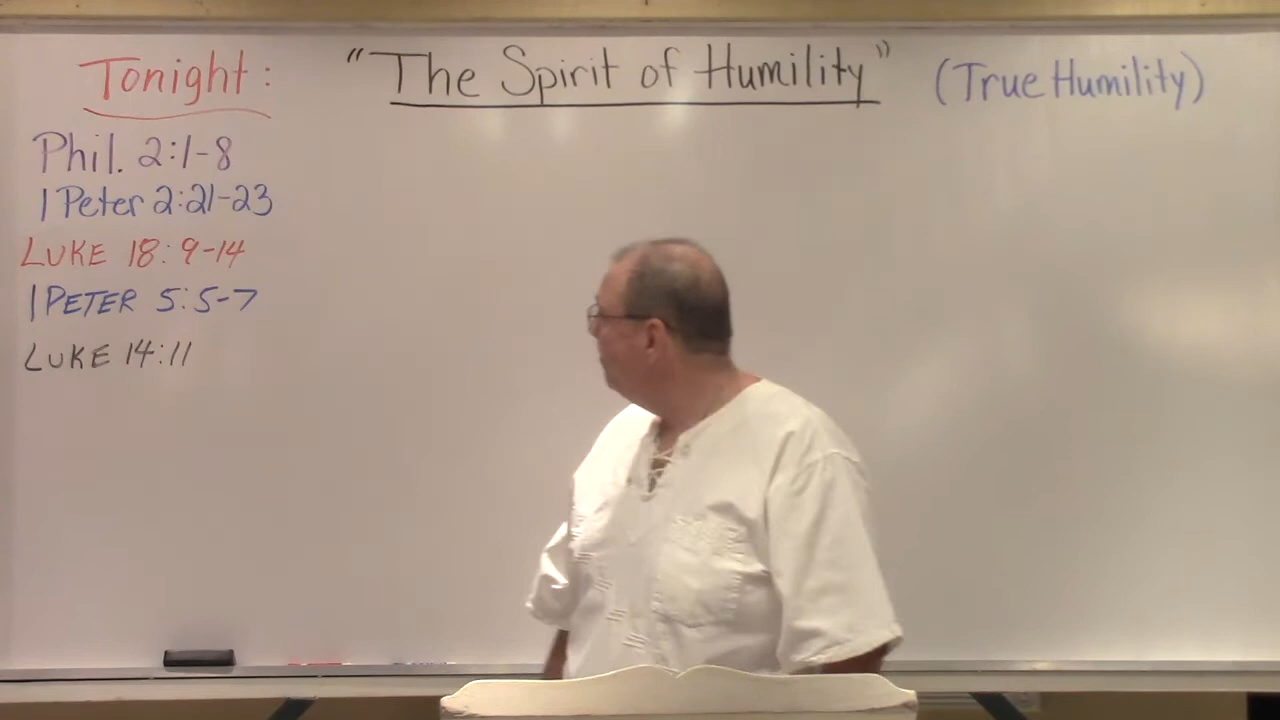 Tonight: "The Spirit of Humility" (True Humility)
Phil. 2:1-8
1 Peter 2:21-23
LUKE 18:9-14
1 PETER 5:5-7
LUKE 14:11